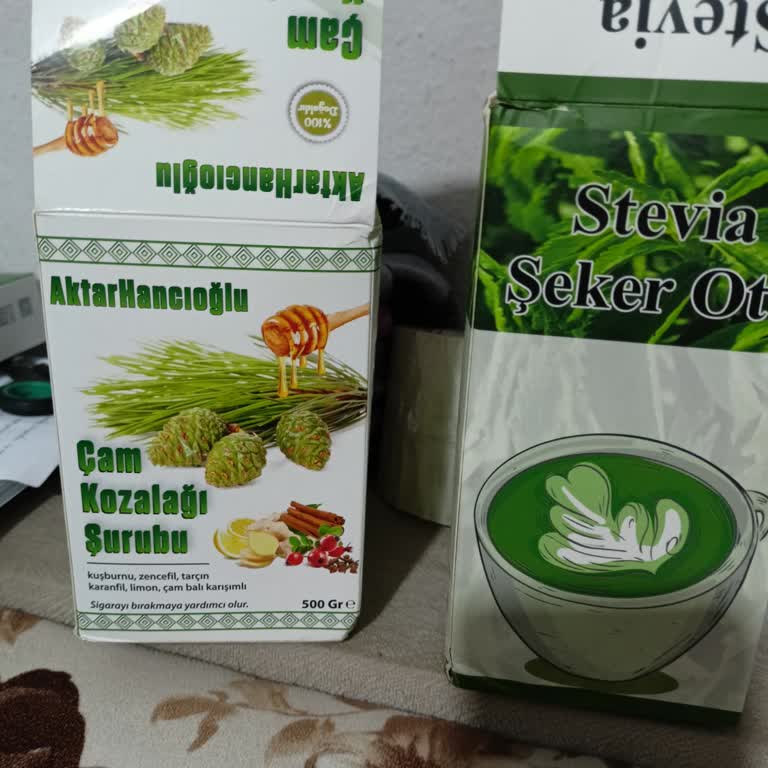 Çam
%100
Doğaldır
AktarHancıoğlu
AktarHancıoğlu
Çam
Kozalağı
Şurubu
kuşburnu, zencefil, tarçın
karanfil, limon, çam balı karışımlı
Sigarayı bırakmaya yardımcı olur.
500 Gr e
Stevia
Stevia
Şeker Ot